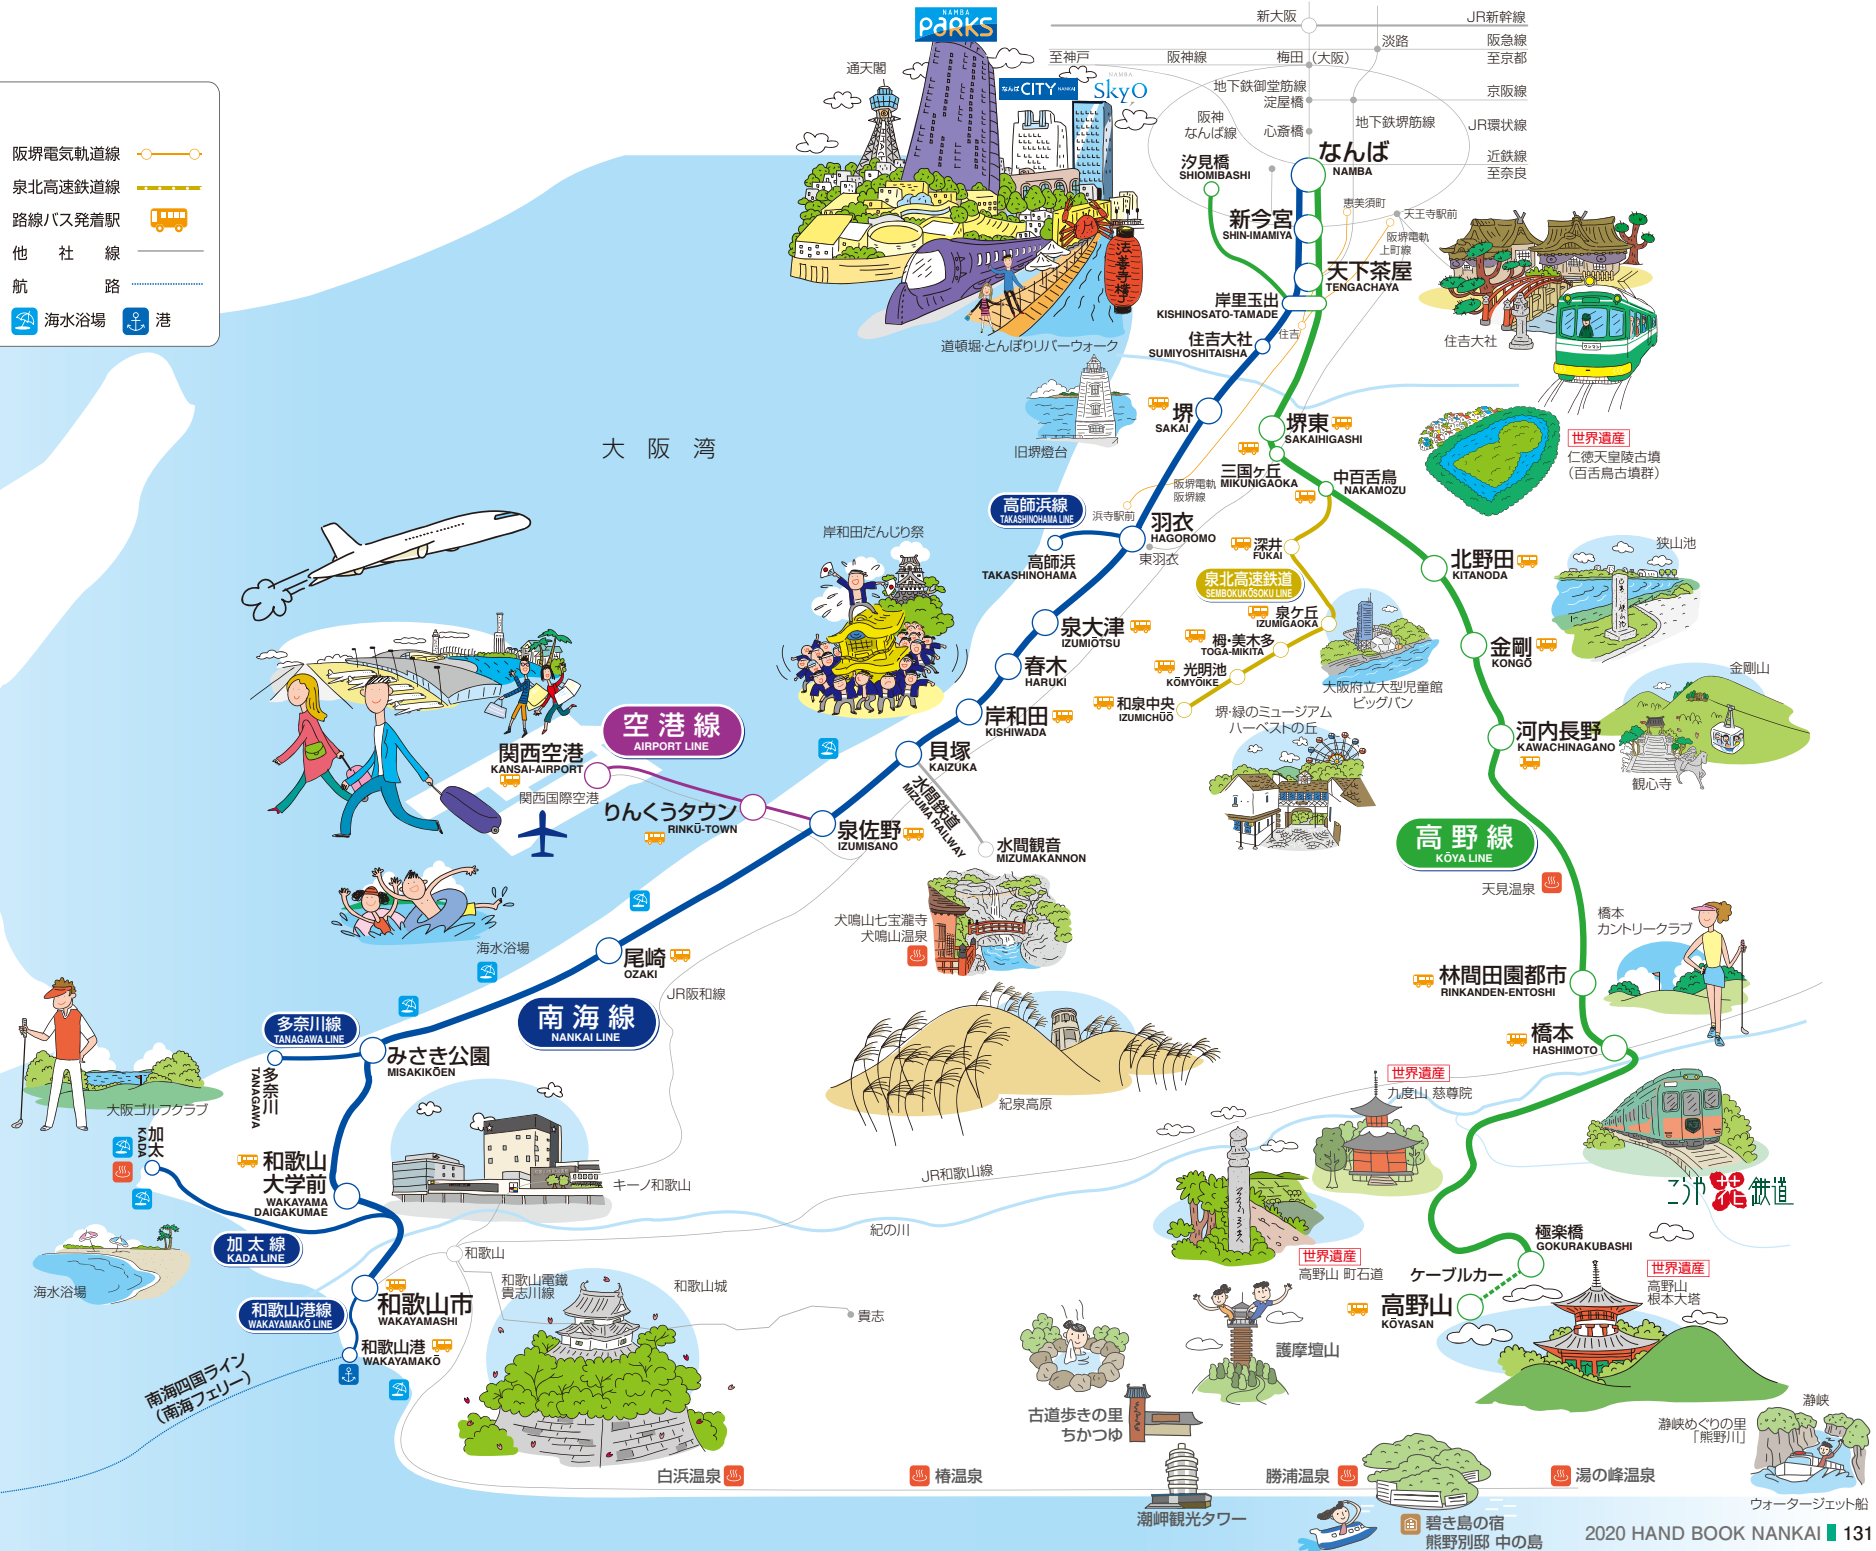 阪堺電気軌道線
泉北高速鉄道線
路線バス発着駅
他社線
航路
海水浴場
港
NAMBA
PARKS
通天閣
なんばCITY NANKAI
NAMBA
SkyO
新大阪
JR新幹線
淡路
阪急線
至京都
至神戸
阪神線
梅田(大阪)
地下鉄御堂筋線
淀屋橋
京阪線
阪神
なんば線
心斎橋
地下鉄堺筋線
JR環状線
近鉄線
至奈良
汐見橋
SHIOMIBASHI
なんば
NAMBA
新今宮
SHIN-IMAMIYA
恵美須町
天王寺駅前
阪堺電軌
上町線
天下茶屋
TENGACHAYA
岸里玉出
KISHINOSATO-TAMADE
住吉大社
SUMIYOSHITAISHA
住吉
住吉大社
ワンマン
法善寺横丁
道頓堀・とんぼりリバーウォーク
旧堺燈台
大阪湾
堺
SAKAI
堺東
SAKAIHIGASHI
三国ヶ丘
MIKUNIGAOKA
中百舌鳥
NAKAMOZU
世界遺産
仁徳天皇陵古墳
(百舌鳥古墳群)
阪堺電軌
阪堺線
浜寺駅前
高師浜線
TAKASHINOHAMA LINE
高師浜
TAKASHINOHAMA
羽衣
HAGOROMO
東羽衣
深井
FUKAI
泉北高速鉄道
SEMBOKUKŌSOKU LINE
泉ケ丘
IZUMIGAOKA
栂・美木多
TOGA-MIKITA
光明池
KŌMYŌIKE
和泉中央
IZUMICHŪŌ
大阪府立大型児童館
ビッグバン
堺・緑のミュージアム
ハーベストの丘
北野田
KITANODA
狭山池
金剛
KONGŌ
金剛山
河内長野
KAWACHINAGANO
観心寺
岸和田だんじり祭
泉大津
IZUMIŌTSU
春木
HARUKI
岸和田
KISHIWADA
貝塚
KAIZUKA
水間鉄道
MIZUMA RAILWAY
水間観音
MIZUMAKANNON
空港線
AIRPORT LINE
関西空港
KANSAI-AIRPORT
関西国際空港
りんくうタウン
RINKŪ-TOWN
泉佐野
IZUMISANO
高野線
KŌYA LINE
天見温泉
橋本
カントリークラブ
犬鳴山七宝瀧寺
犬鳴山温泉
海水浴場
尾崎
OZAKI
JR阪和線
南海線
NANKAI LINE
林間田園都市
RINKANDEN-ENTOSHI
橋本
HASHIMOTO
多奈川線
TANAGAWA LINE
みさき公園
MISAKIKŌEN
多奈川
TANAGAWA
大阪ゴルフクラブ
紀泉高原
世界遺産
九度山 慈尊院
加太
KADA
和歌山
大学前
WAKAYAMA
DAIGAKUMAE
キーノ和歌山
JR和歌山線
紀の川
こうや花鉄道
加太線
KADA LINE
海水浴場
和歌山
和歌山電鐵
貴志川線
和歌山城
貴志
世界遺産
高野山 町石道
極楽橋
GOKURAKUBASHI
ケーブルカー
高野山
KŌYASAN
世界遺産
高野山
根本大塔
和歌山港線
WAKAYAMAKŌ LINE
和歌山市
WAKAYAMASHI
和歌山港
WAKAYAMAKŌ
南海四国ライン
(南海フェリー)
護摩壇山
古道歩きの里
ちかつゆ
瀞峡
瀞峡めぐりの里
「熊野川」
白浜温泉
椿温泉
勝浦温泉
湯の峰温泉
ウォータージェット船
潮岬観光タワー
碧き島の宿
熊野別邸 中の島
2020 HAND BOOK NANKAI 131